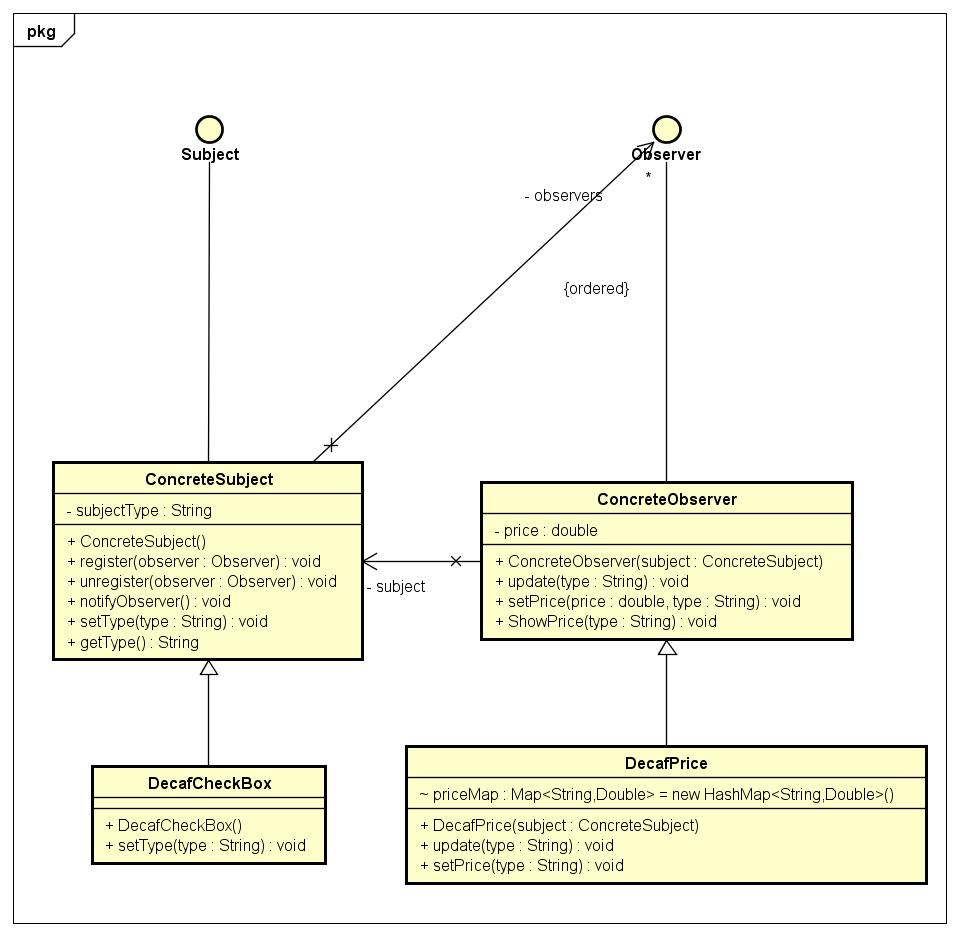 pkg
Subject
Observer
*
- observers
{ordered}
ConcreteSubject
- subjectType : String
+ ConcreteSubject()
+ register(observer : Observer) : void
+ unregister(observer : Observer) : void
+ notifyObserver() : void
+ setType(type : String) : void
+ getType() : String
- subject
ConcreteObserver
- price : double
+ ConcreteObserver(subject : ConcreteSubject)
+ update(type : String) : void
+ setPrice(price : double, type : String) : void
+ ShowPrice(type : String) : void
DecafCheckBox
+ DecafCheckBox()
+ setType(type : String) : void
DecafPrice
~ priceMap : Map<String,Double> = new HashMap<String,Double>()
+ DecafPrice(subject : ConcreteSubject)
+ update(type : String) : void
+ setPrice(type : String) : void